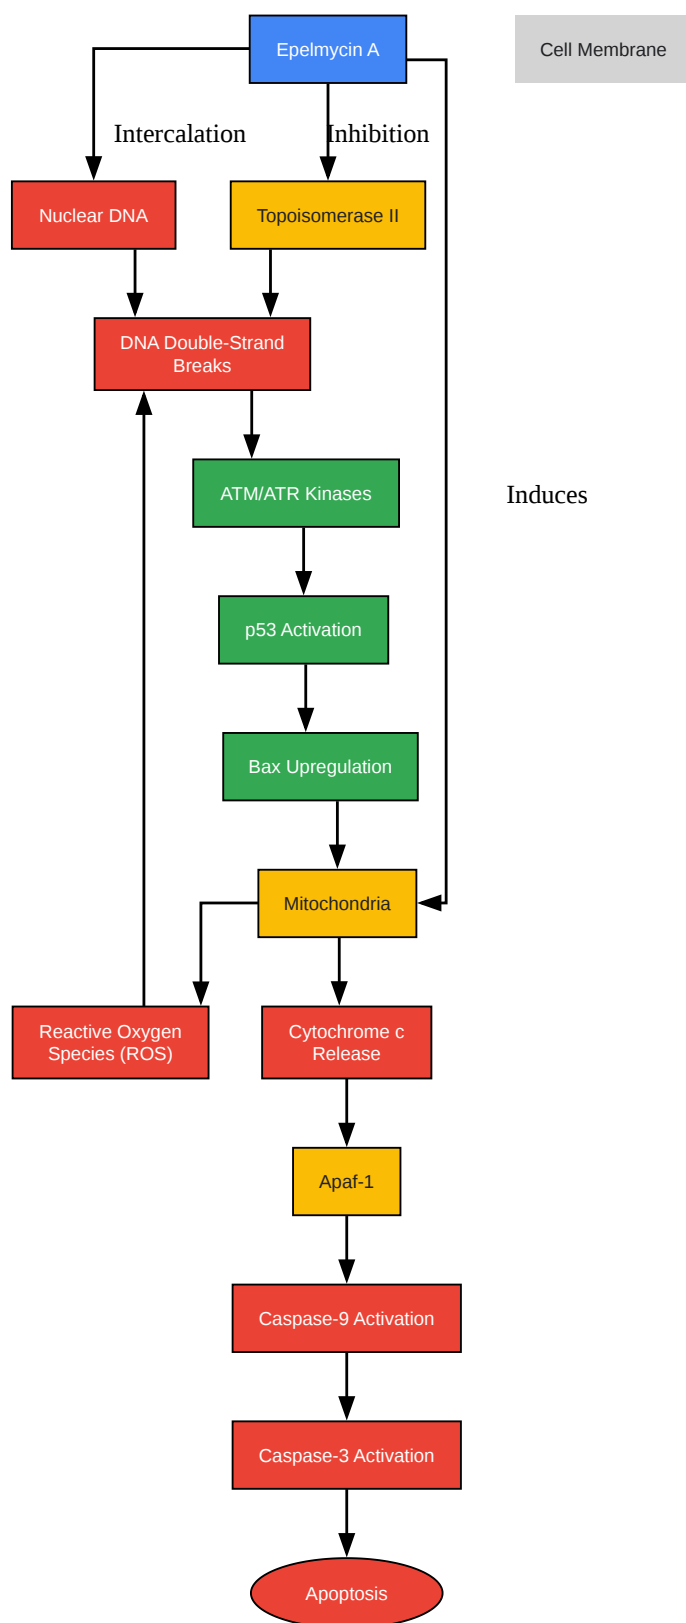 Epelmycin A
Cell Membrane
Intercalation
Inhibition
Nuclear DNA
Topoisomerase II
DNA Double-Strand
Breaks
ATM/ATR Kinases
Induces
p53 Activation
Bax Upregulation
Mitochondria
Reactive Oxygen
Species (ROS)
Cytochrome c
Release
Apaf-1
Caspase-9 Activation
Caspase-3 Activation
Apoptosis